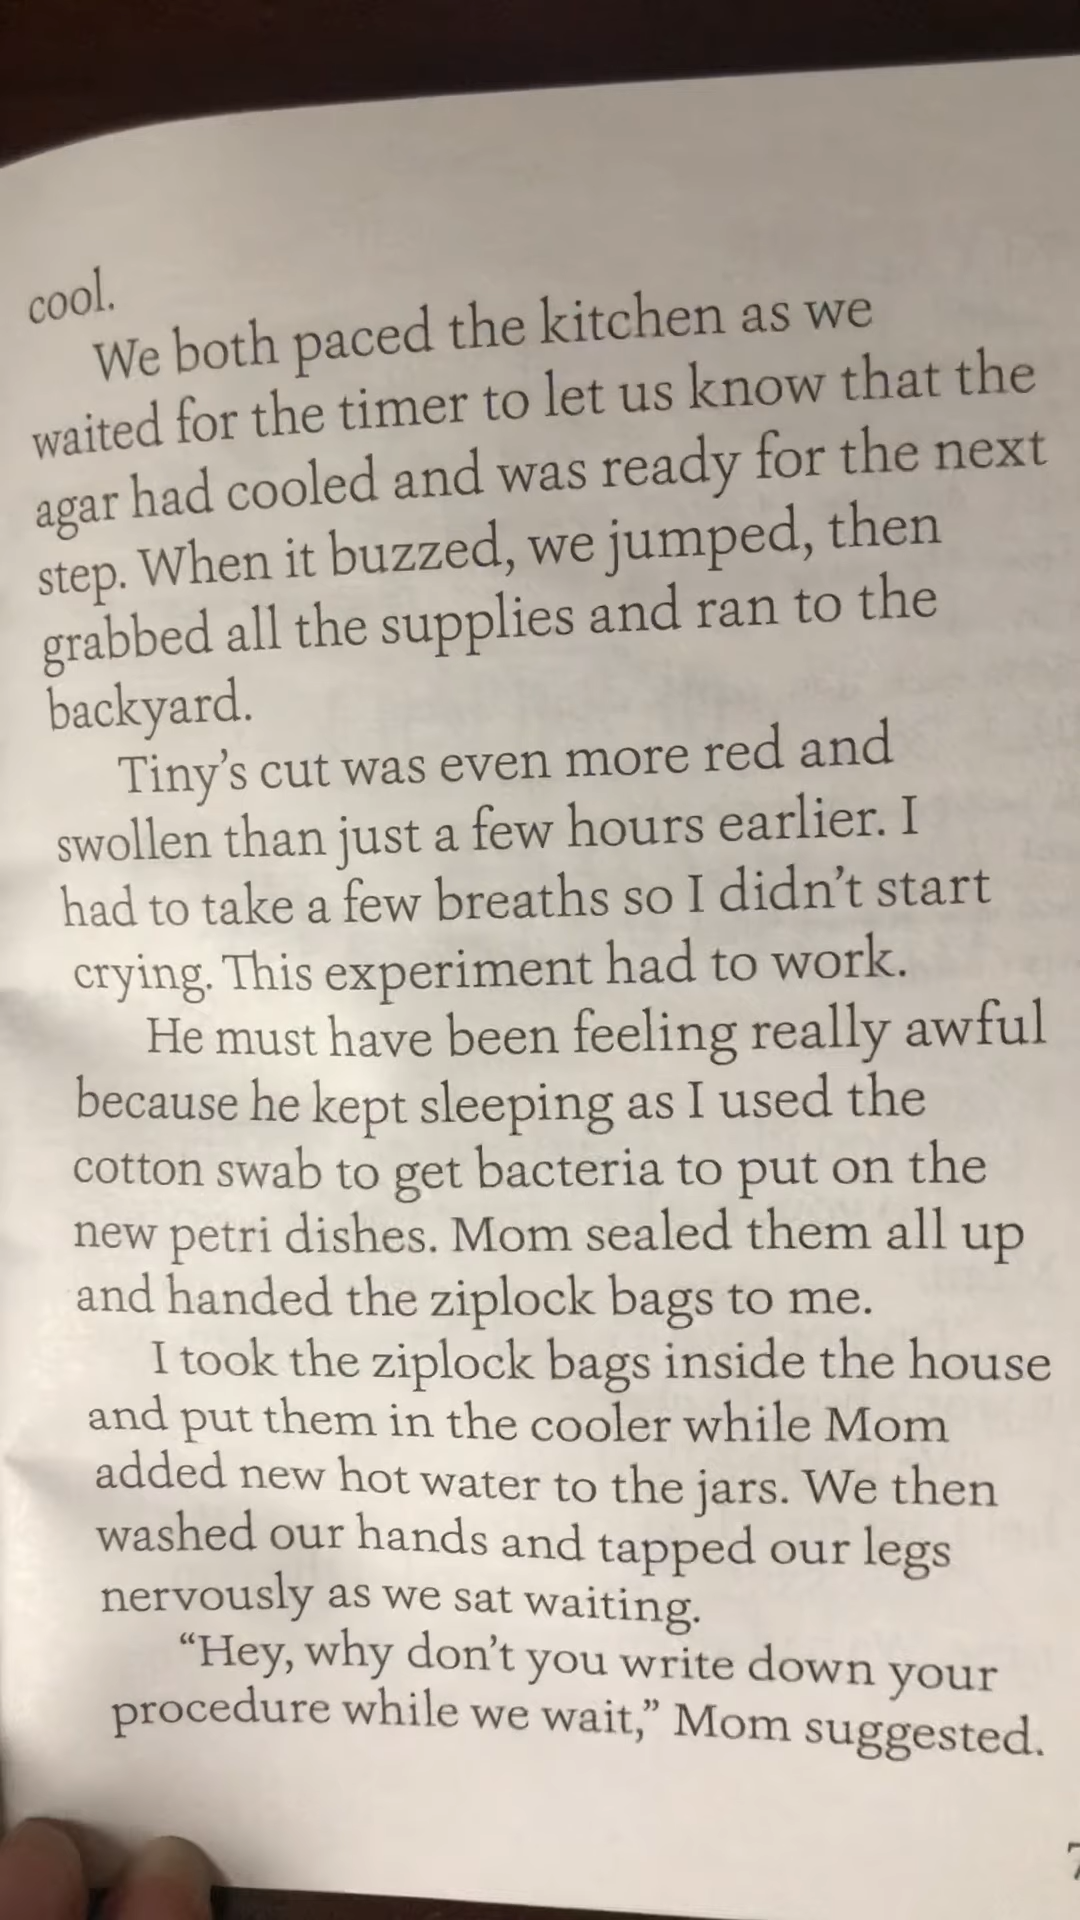 cool.
We both paced the kitchen as we
waited for the timer to let us know that the
agar had cooled and was ready for the next
step. When it buzzed, we jumped, then
grabbed all the supplies and ran to the
backyard.
Tiny’s cut was even more red and
swollen than just a few hours earlier. I
had to take a few breaths so I didn’t start
crying. This experiment had to work.
He must have been feeling really awful
because he kept sleeping as I used the
cotton swab to get bacteria to put on the
new petri dishes. Mom sealed them all up
and handed the ziplock bags to me.
I took the ziplock bags inside the house
and put them in the cooler while Mom
added new hot water to the jars. We then
washed our hands and tapped our legs
nervously as we sat waiting.
“Hey, why don’t you write down your
procedure while we wait,” Mom suggested.